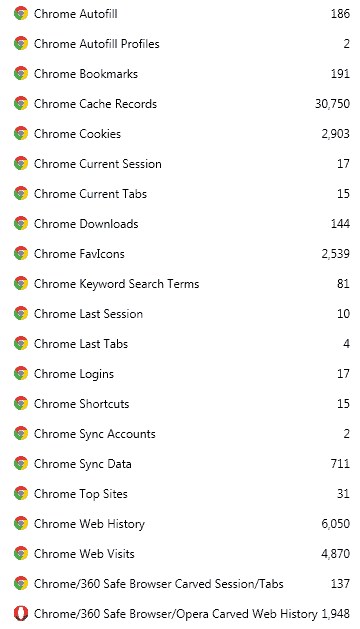 Chrome Autofill 186
Chrome Autofill Profiles 2
Chrome Bookmarks 191
Chrome Cache Records 30,750
Chrome Cookies 2,903
Chrome Current Session 17
Chrome Current Tabs 15
Chrome Downloads 144
Chrome FavIcons 2,539
Chrome Keyword Search Terms 81
Chrome Last Session 10
Chrome Last Tabs 4
Chrome Logins 17
Chrome Shortcuts 15
Chrome Sync Accounts 2
Chrome Sync Data 711
Chrome Top Sites 31
Chrome Web History 6,050
Chrome Web Visits 4,870
Chrome/360 Safe Browser Carved Session/Tabs 137
Chrome/360 Safe Browser/Opera Carved Web History 1,948